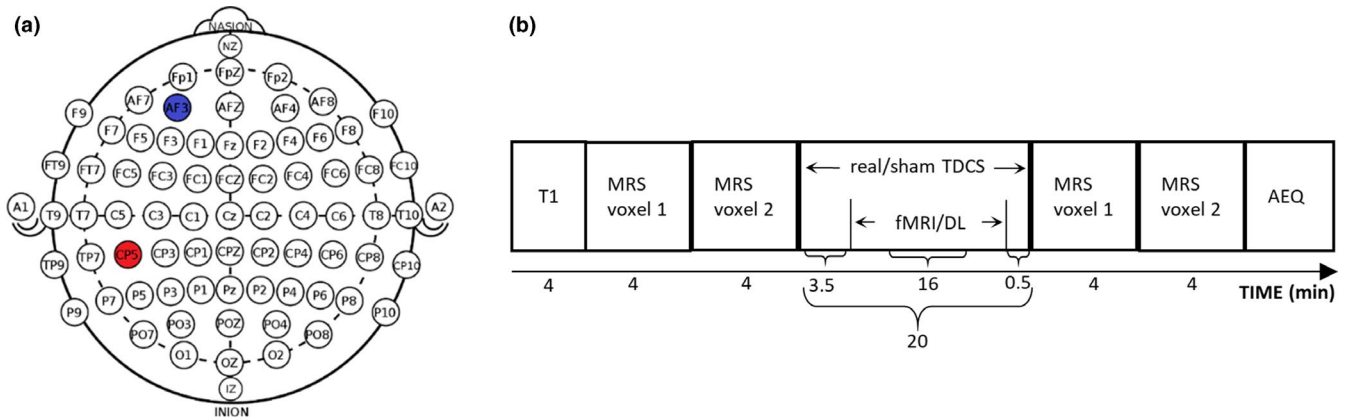 (a)
NASION
NZ
Fp1 FpZ Fp2
AF7 AF3 AFZ AF4 AF8
F9 F10
F7 F5 F3 F1 Fz F2 F4 F6 F8
FT9 FT7 FC5 FC3 FC1 FCZ FC2 FC4 FC6 FC8 FC10
A1 T9 T7 C5 C3 C1 Cz C2 C4 C6 T8 T10 A2
TP9 TP7 CP5 CP3 CP1 CPZ CP2 CP4 CP6 CP8 CP10
P9 P7 P5 P3 P1 Pz P2 P4 P6 P8 P10
PO7 PO3 POZ PO4 PO8
O1 OZ O2
IZ
INION
(b)
T1
MRS
voxel 1
MRS
voxel 2
real/sham TDCS
fMRI/DL
MRS
voxel 1
MRS
voxel 2
AEQ
4 4 4 3.5 16 0.5 4 4
TIME (min)
20